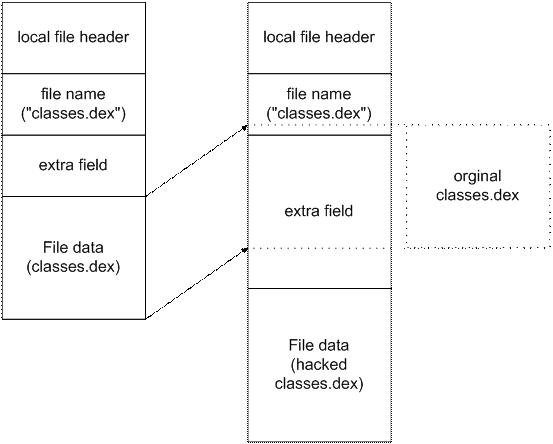 local file header
file name
("classes.dex")
extra field
File data
(classes.dex)
local file header
file name
("classes.dex")
extra field
File data
(hacked
classes.dex)
orginal
classes.dex